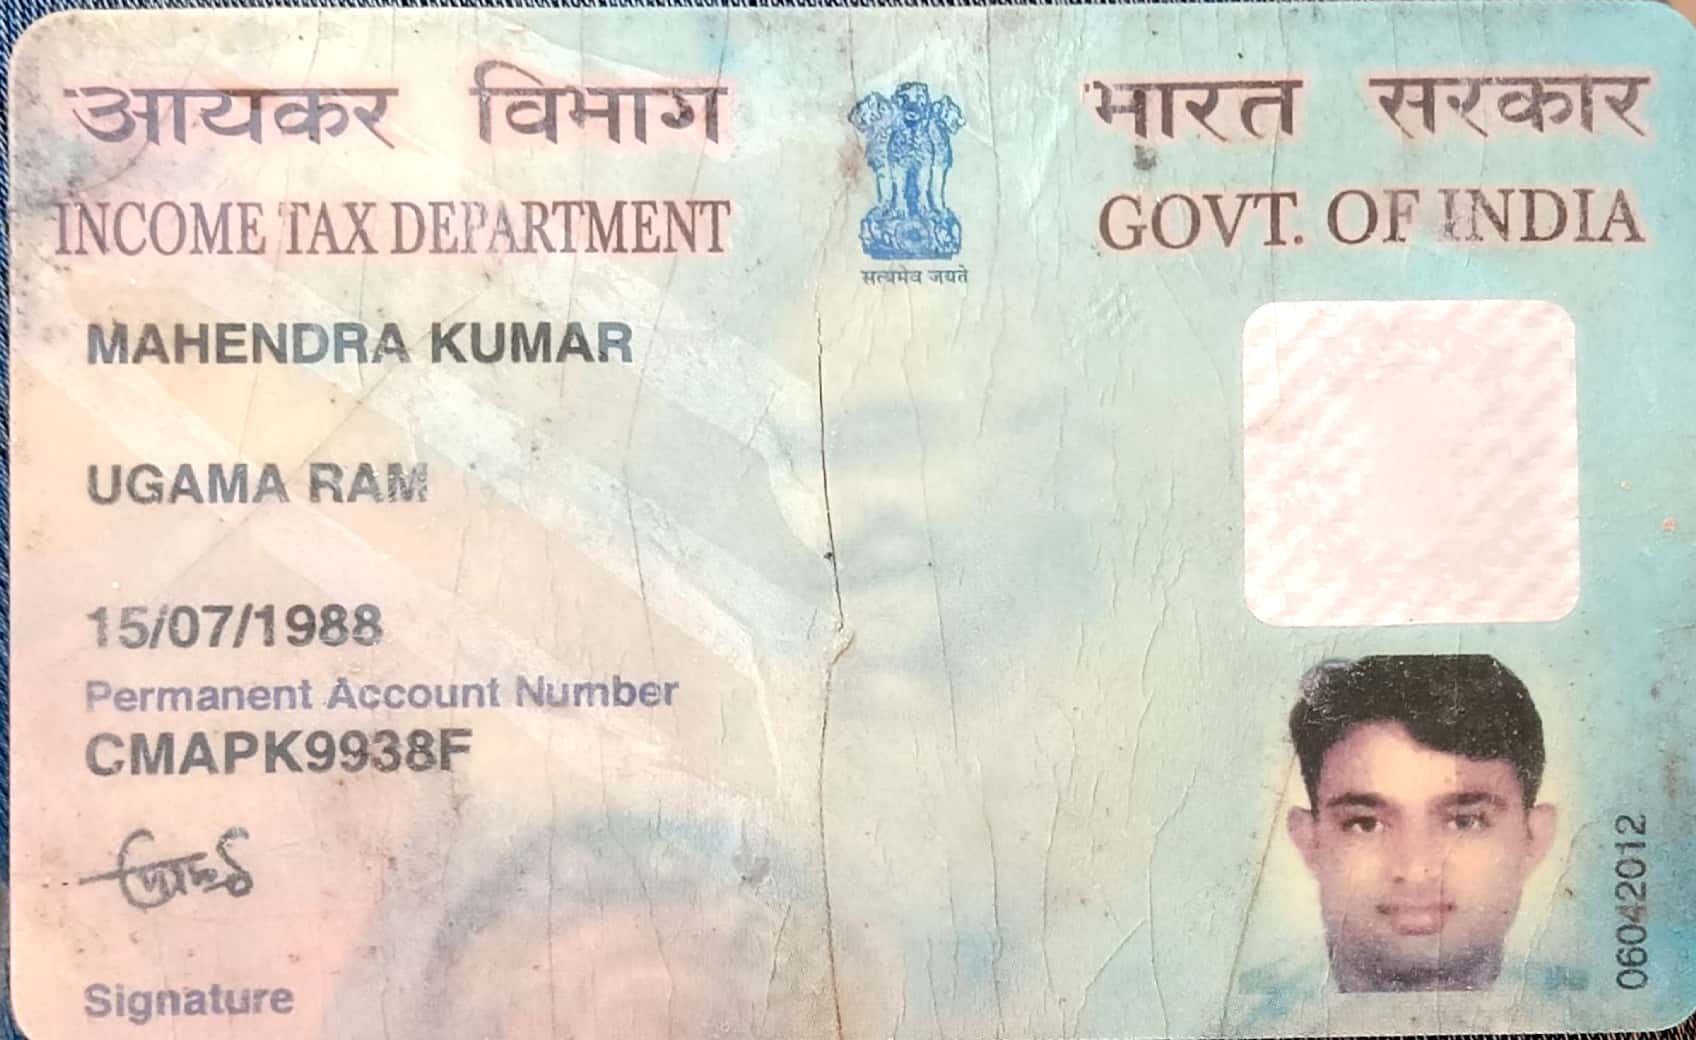 आयकर विभाग
INCOME TAX DEPARTMENT
सत्यमेव जयते
भारत सरकार
GOVT. OF INDIA
MAHENDRA KUMAR
UGAMA RAM
15/07/1988
Permanent Account Number
CMAPK9938F
Signature
06042012